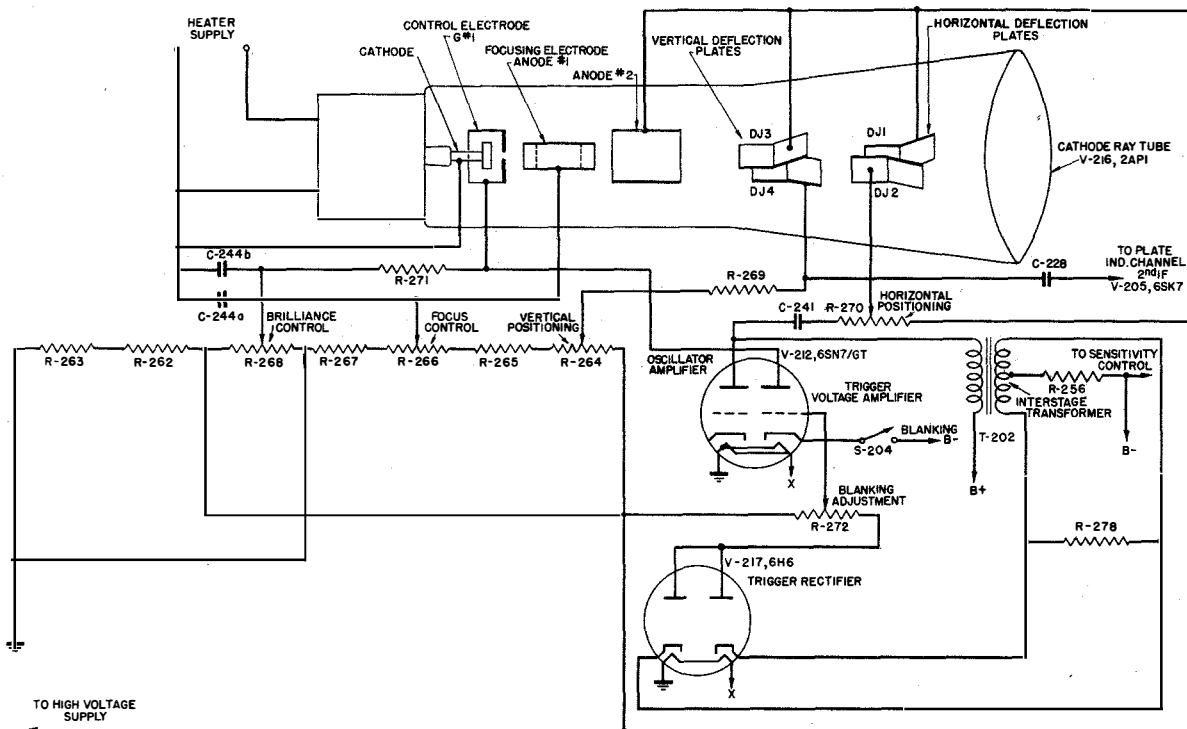 HEATER
SUPPLY
CONTROL ELECTRODE
G#1
CATHODE
FOCUSING ELECTRODE
ANODE #1
ANODE #2
VERTICAL DEFLECTION
PLATES
HORIZONTAL DEFLECTION
PLATES
DJ3
DJ4
DJ1
DJ2
CATHODE RAY TUBE
V-216, 2AP1
C-244b
R-271
C-244a
R-269
C-228
TO PLATE
IND. CHANNEL
2nd IF
V-205, 6SK7
BRILLIANCE
CONTROL
FOCUS
CONTROL
VERTICAL
POSITIONING
C-241
R-270
HORIZONTAL
POSITIONING
R-263
R-262
R-268
R-267
R-266
R-265
R-264
OSCILLATOR
AMPLIFIER
V-212, 6SN7/GT
TRIGGER
VOLTAGE AMPLIFIER
BLANKING
S-204
B-
X
TO SENSITIVITY
CONTROL
R-256
INTERSTAGE
TRANSFORMER
T-202
B-
B+
BLANKING
ADJUSTMENT
R-272
R-278
V-217, 6H6
TRIGGER RECTIFIER
X
TO HIGH VOLTAGE
SUPPLY